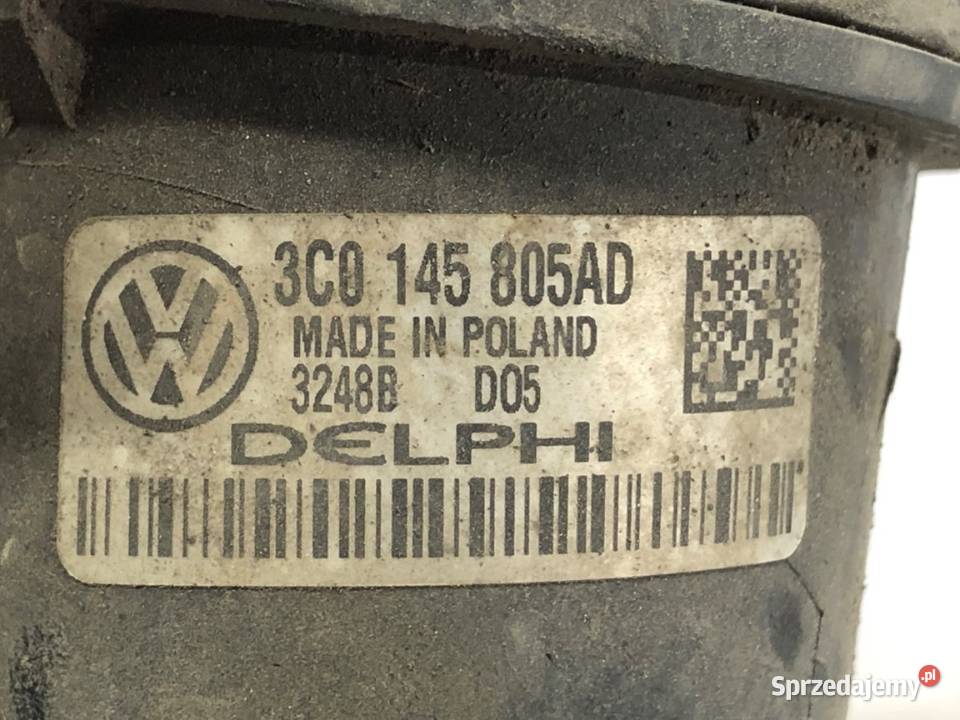 3C0 145 805AD
MADE IN POLAND
3248B D05
DELPHI
Sprzedajemy.pl